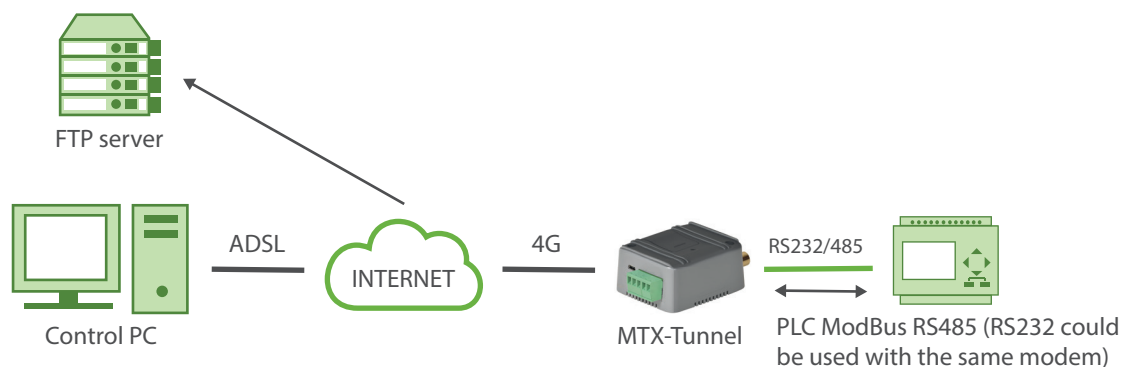 FTP server
ADSL
INTERNET
4G
RS232/485
Control PC
MTX-Tunnel
PLC ModBus RS485 (RS232 could
be used with the same modem)